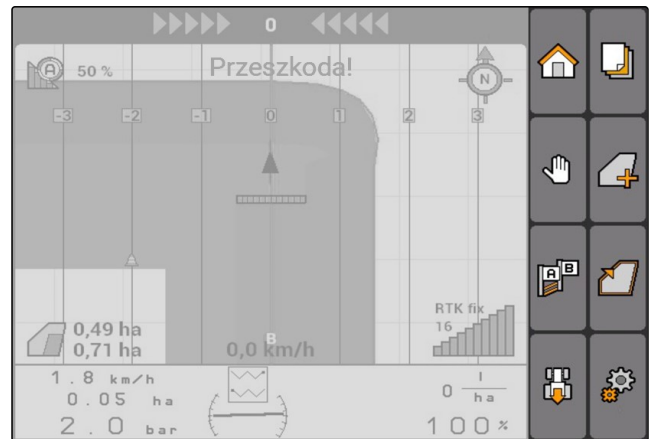 0
A 50 %
Przeszkoda!
N
-3 -2 -1 0 1 2 3
A
A B
RTK fix
16
0,49 ha
0,71 ha
0,0 km/h
B
1.8 km/h
0.05 ha
2.0 bar
0 l/ha
100%